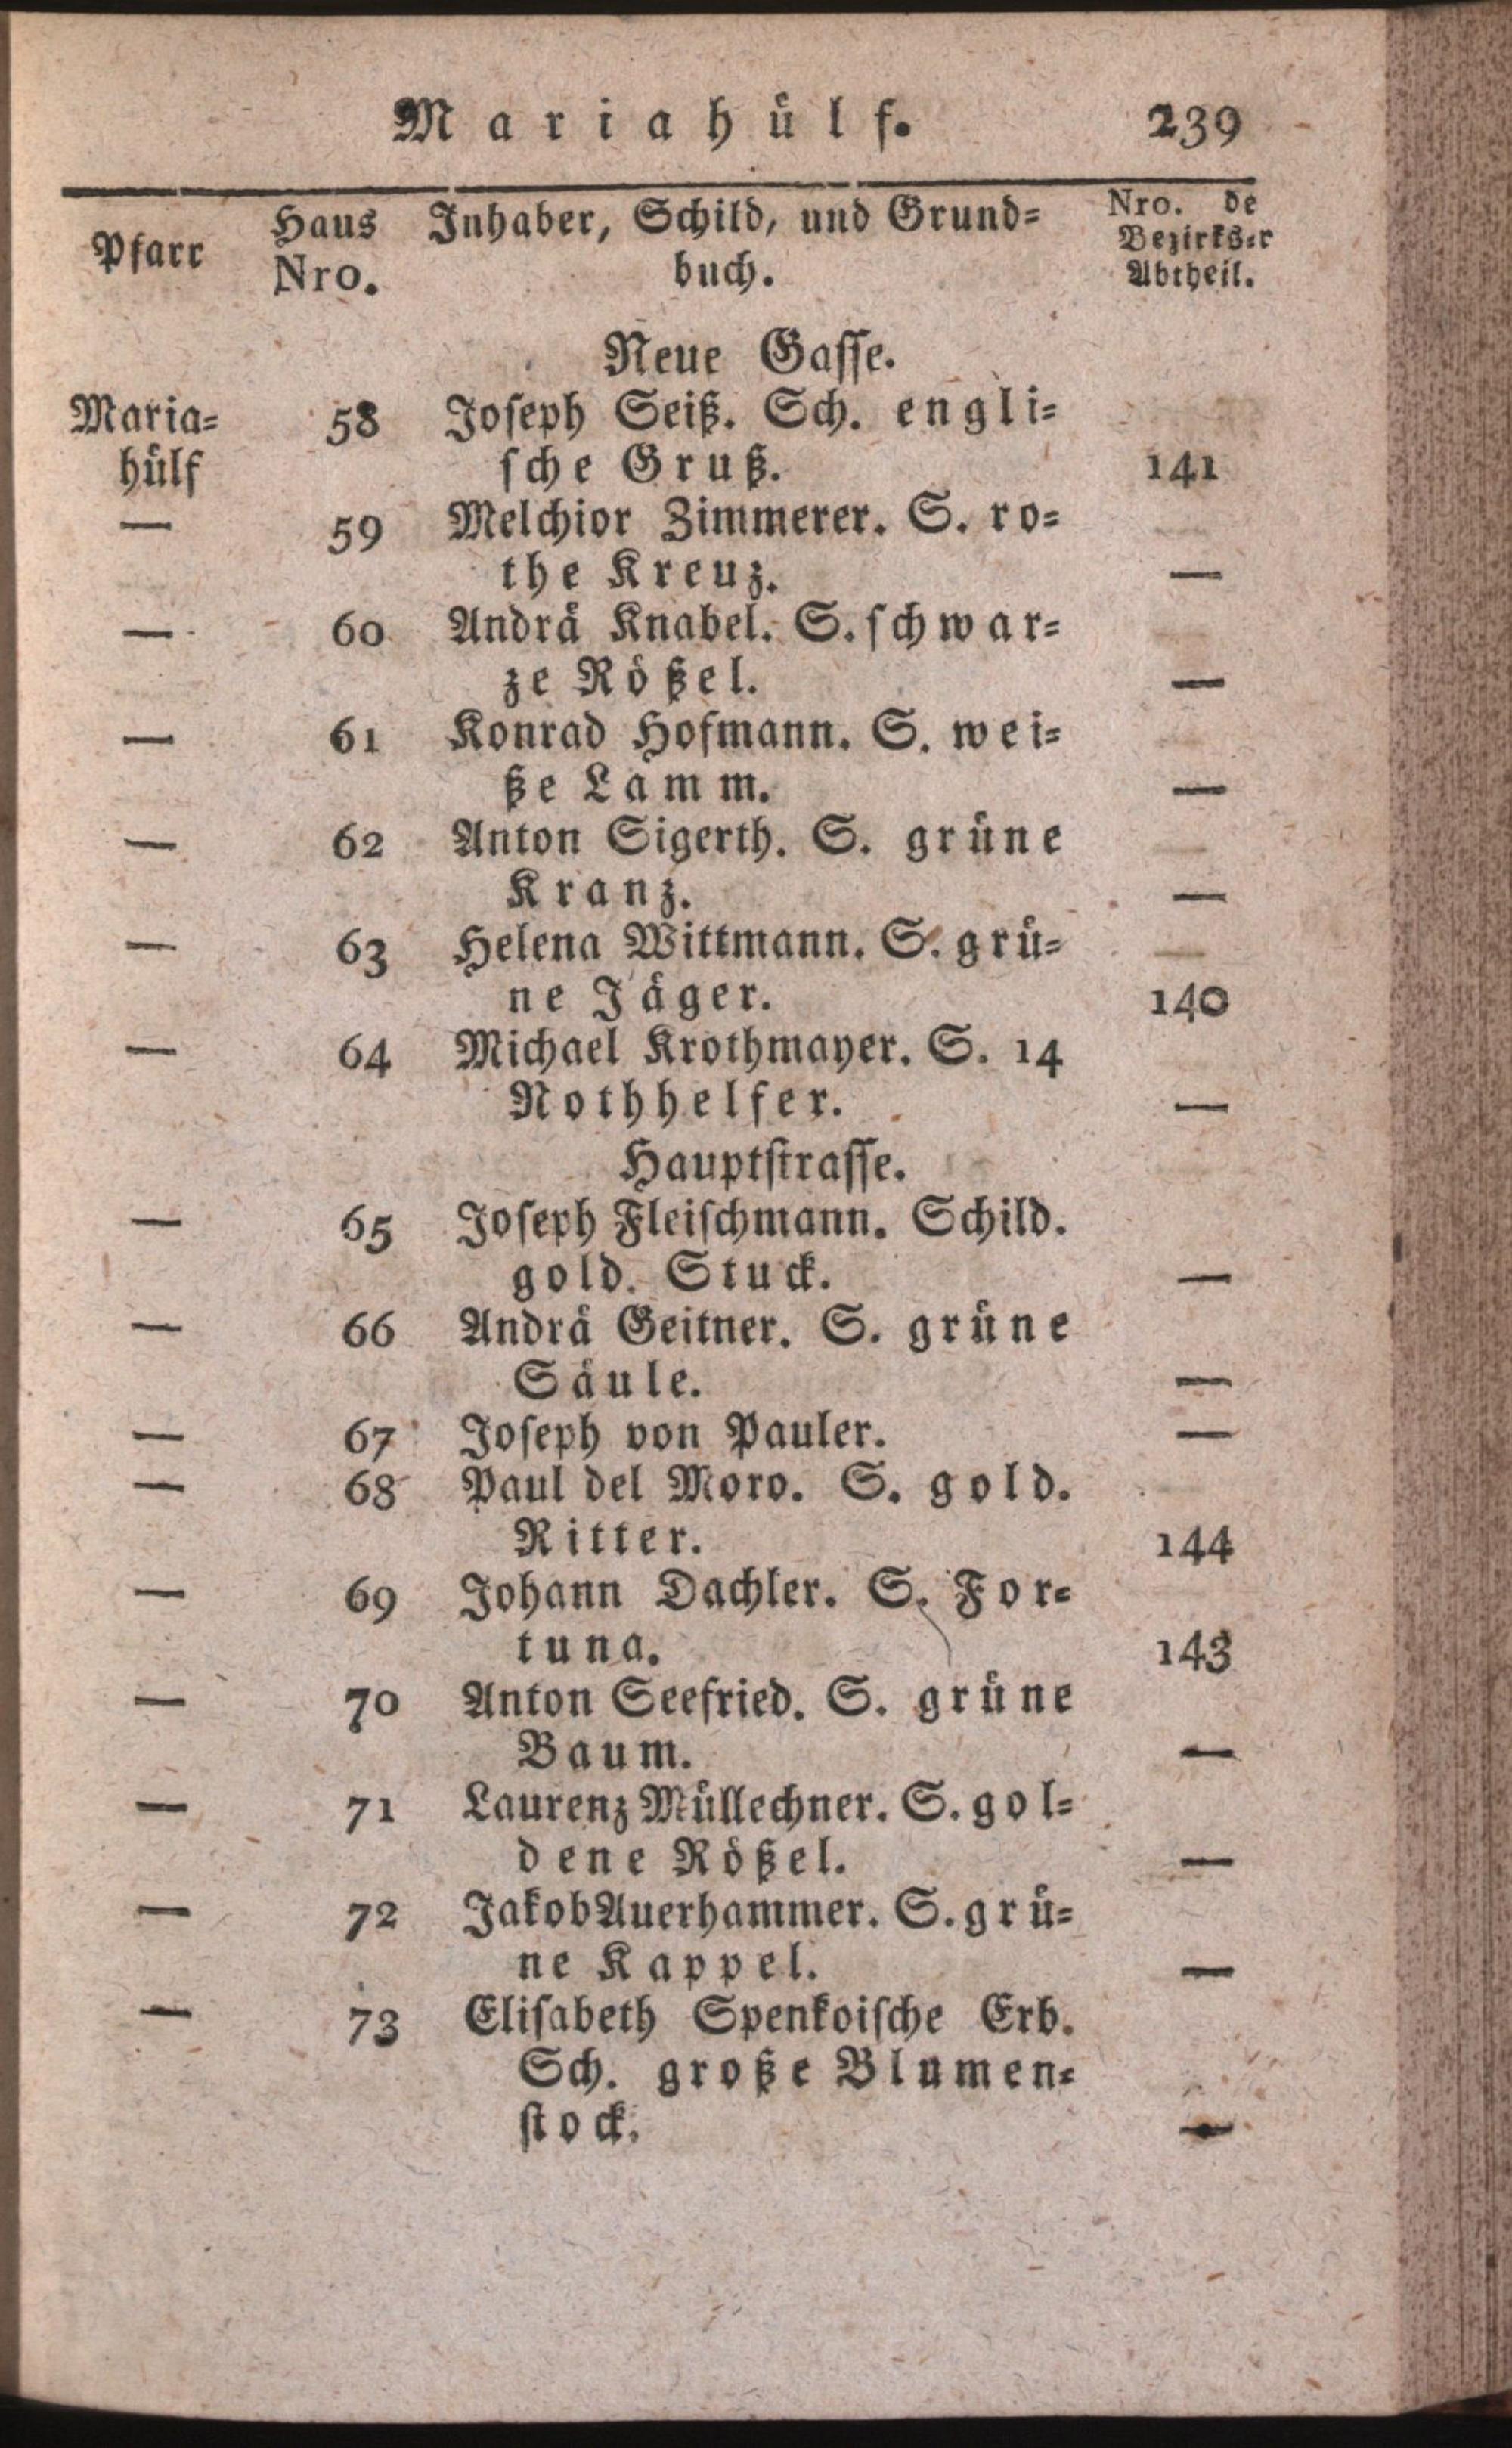 Mariahülf. 239
Pfarr Haus Nro. Inhaber, Schild, und Grund= Nro. de
buch. Bezirks=r
Abtheil.
Neue Gasse.
Maria= 58 Joseph Seiß. Sch. engli=
hülf sche Gruß. 141
— 59 Melchior Zimmerer. S. ro=
the Kreuz. —
— 60 Andrä Knabel. S. schwar=
ze Rößel. —
— 61 Konrad Hofmann. S. wei=
ße Lamm. —
— 62 Anton Sigerth. S. grüne
Kranz. —
— 63 Helena Wittmann. S. grü=
ne Jäger. 140
— 64 Michael Krothmayer. S. 14
Nothhelfer. —
Hauptstrasse.
— 65 Joseph Fleischmann. Schild.
gold. Stuck. —
— 66 Andrä Geitner. S. grüne
Säule. —
— 67 Joseph von Pauler. —
— 68 Paul del Moro. S. gold.
Ritter. 144
— 69 Johann Dachler. S. For=
tuna. 143
— 70 Anton Seefried. S. grüne
Baum. —
— 71 Laurenz Müllechner. S. gol=
dene Rößel. —
— 72 Jakob Auerhammer. S. grü=
ne Kappel. —
— 73 Elisabeth Spenkoische Erb.
Sch. große Blumen=
stock. —